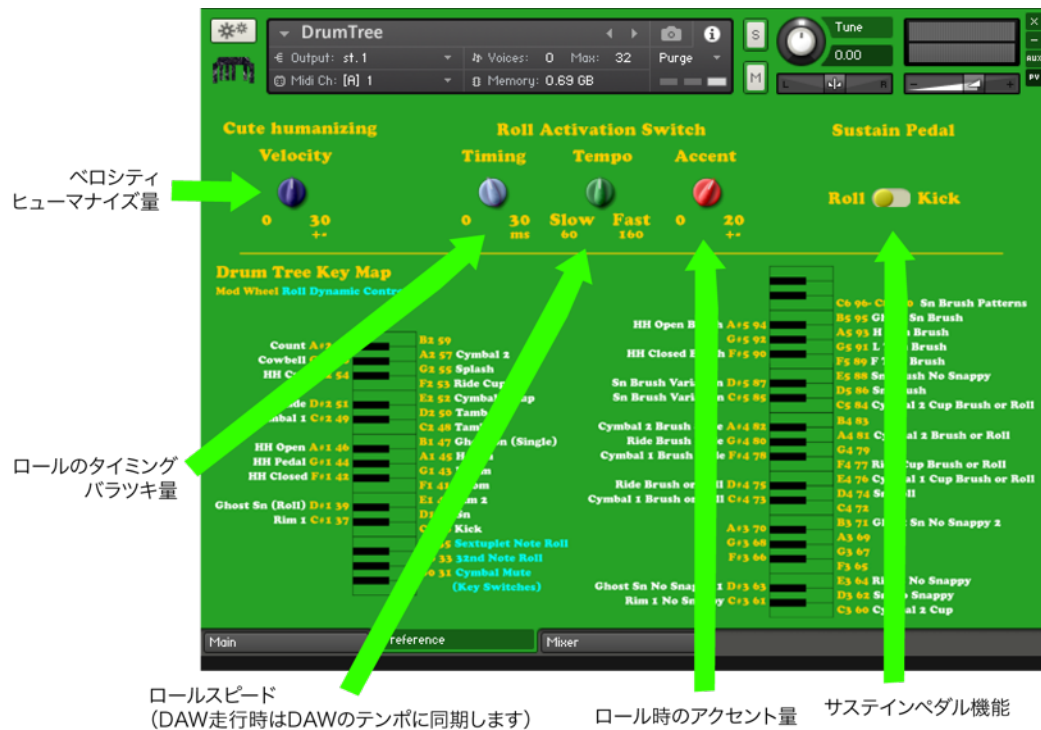 DrumTree
S
Tune
Output: st.1
Voices: 0 Max: 32
Purge
0.00
AUX
Midi Ch: [A] 1
Memory: 0.69 GB
M
L
R
PV
Cute humanizing
Roll Activation Switch
Sustain Pedal
Velocity
Timing
Tempo
Accent
ベロシティ
ヒューマナイズ量
Roll
Kick
0 30
+-
0 30
ms
Slow Fast
60 160
0 20
+-
Drum Tree Key Map
Mod Wheel Roll Dynamic
Count
Cowbell
Cymbal 2
A2 57 Cymbal 2
B2 59
G2 55 Splash
F2 53 Ride Cup
D2 50
C2 48
B1 47
A1 45
G1 43
F1
HH Open A#1 46
HH Pedal G#1 44
HH Closed F#1 42
Ghost Sn (Roll) D#1 39
Rim 1 C#1 37
Kick
Sextuplet Note Roll
33 32nd Note Roll
31 Cymbal Mute
(Key Switches)
HH Open A#5 94
G#5 92
HH Closed F#5 90
Sn Brush D#5 87
Sn Brush C#5 85
Cymbal 2 Brush A#4 82
Ride Brush G#4 80
Cymbal 1 Brush F#4 78
Ride Brush or D#4 75
Cymbal 1 Brush or C#4 73
A#3 70
G#3 68
F#3 66
Ghost Sn No D#3 63
Rim 1 No C#3 61
C6 96- Sn Brush Patterns
B5 95 Sn Brush
A5 93 Brush
G5 91 L Brush
F5 89 F Brush
E5 88 Sn No Snappy
D5 86 Sn
C5 84 2 Cup Brush or Roll
B4 83
A4 81 2 Brush or Roll
G4 79
F4 77 Cup Brush or Roll
E4 76 1 Cup Brush or Roll
D4 74
C4 72
B3 71 Sn No Snappy 2
A3 69
G3 67
F3 65
E3 64 No Snappy
D3 62 Snappy
C3 60 2 Cup
ロールのタイミング
バラツキ量
Main
Mixer
ロールスピード
(DAW走行時はDAWのテンポに同期します)
ロール時のアクセント量
サステインペダル機能